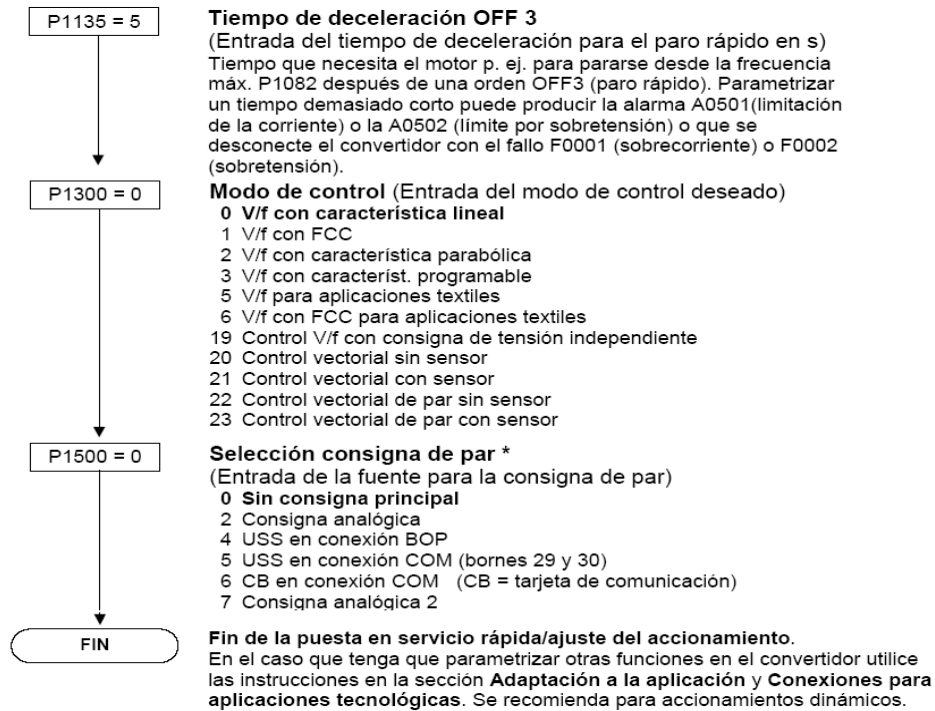 P1135 = 5
Tiempo de deceleración OFF 3
(Entrada del tiempo de deceleración para el paro rápido en s)
Tiempo que necesita el motor p. ej. para pararse desde la frecuencia
máx. P1082 después de una orden OFF3 (paro rápido). Parametrizar
un tiempo demasiado corto puede producir la alarma A0501(limitación
de la corriente) o la A0502 (límite por sobretensión) o que se
desconecte el convertidor con el fallo F0001 (sobrecorriente) o F0002
(sobretensión).
P1300 = 0
Modo de control (Entrada del modo de control deseado)
0 V/f con característica lineal
1 V/f con FCC
2 V/f con característica parabólica
3 V/f con característ. programable
5 V/f para aplicaciones textiles
6 V/f con FCC para aplicaciones textiles
19 Control V/f con consigna de tensión independiente
20 Control vectorial sin sensor
21 Control vectorial con sensor
22 Control vectorial de par sin sensor
23 Control vectorial de par con sensor
P1500 = 0
Selección consigna de par *
(Entrada de la fuente para la consigna de par)
0 Sin consigna principal
2 Consigna analógica
4 USS en conexión BOP
5 USS en conexión COM (bornes 29 y 30)
6 CB en conexión COM (CB = tarjeta de comunicación)
7 Consigna analógica 2
FIN
Fin de la puesta en servicio rápida/ajuste del accionamiento.
En el caso que tenga que parametrizar otras funciones en el convertidor utilice
las instrucciones en la sección Adaptación a la aplicación y Conexiones para
aplicaciones tecnológicas. Se recomienda para accionamientos dinámicos.